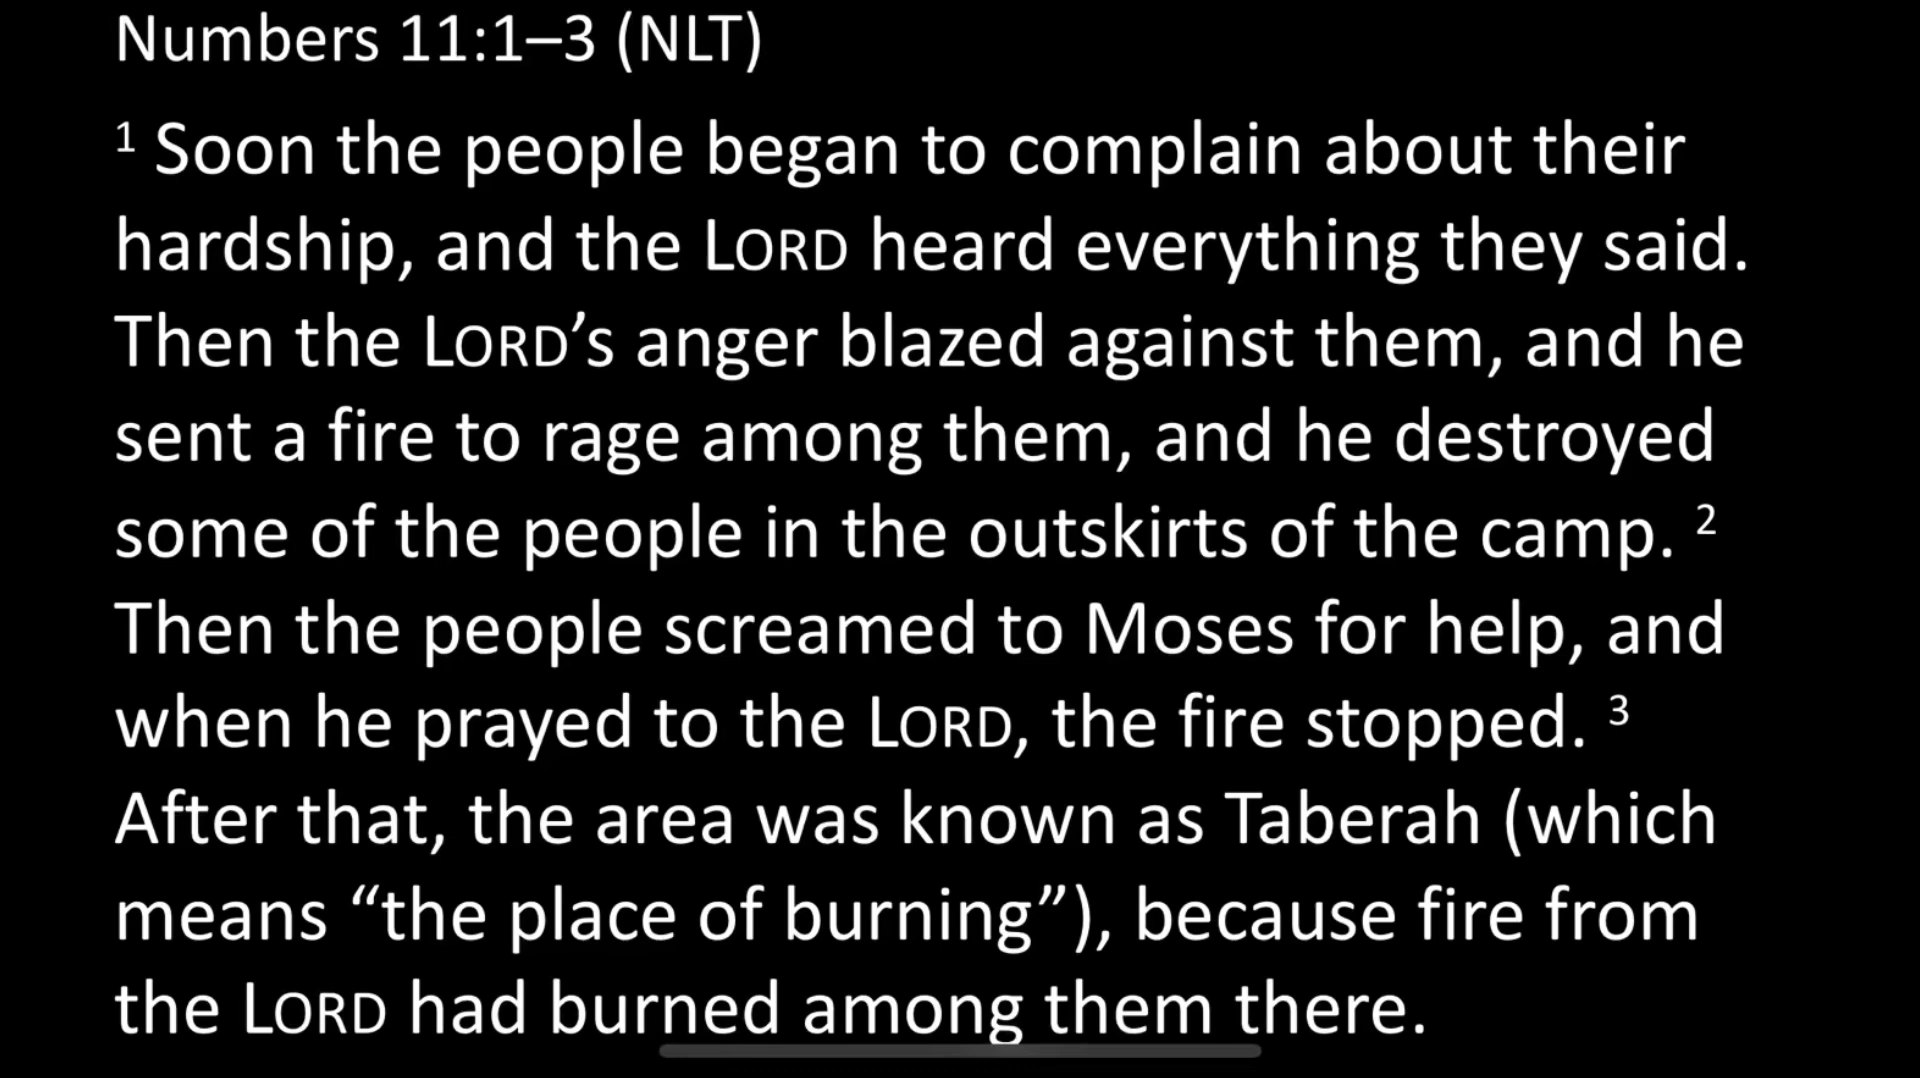 Numbers 11:1–3 (NLT)
¹ Soon the people began to complain about their
hardship, and the LORD heard everything they said.
Then the LORD’s anger blazed against them, and he
sent a fire to rage among them, and he destroyed
some of the people in the outskirts of the camp. ²
Then the people screamed to Moses for help, and
when he prayed to the LORD, the fire stopped. ³
After that, the area was known as Taberah (which
means “the place of burning”), because fire from
the LORD had burned among them there.